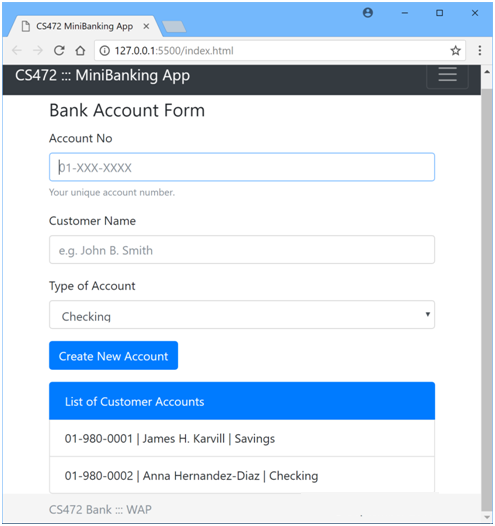 CS472 MiniBanking App
127.0.0.1:5500/index.html
CS472 ::: MiniBanking App
Bank Account Form
Account No
01-XXX-XXXX
Your unique account number.
Customer Name
e.g. John B. Smith
Type of Account
Checking
Create New Account
List of Customer Accounts
01-980-0001 | James H. Karvill | Savings
01-980-0002 | Anna Hernandez-Diaz | Checking
CS472 Bank ::: WAP